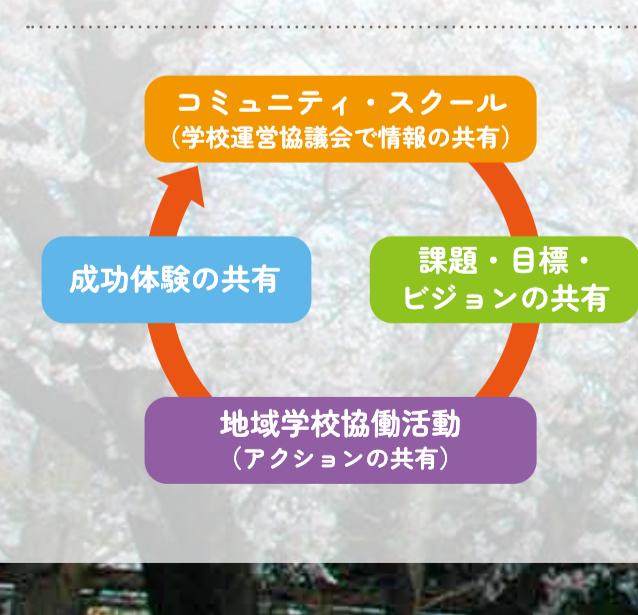 コミュニティ・スクール
（学校運営協議会で情報の共有）
成功体験の共有
課題・目標・
ビジョンの共有
地域学校協働活動
（アクションの共有）